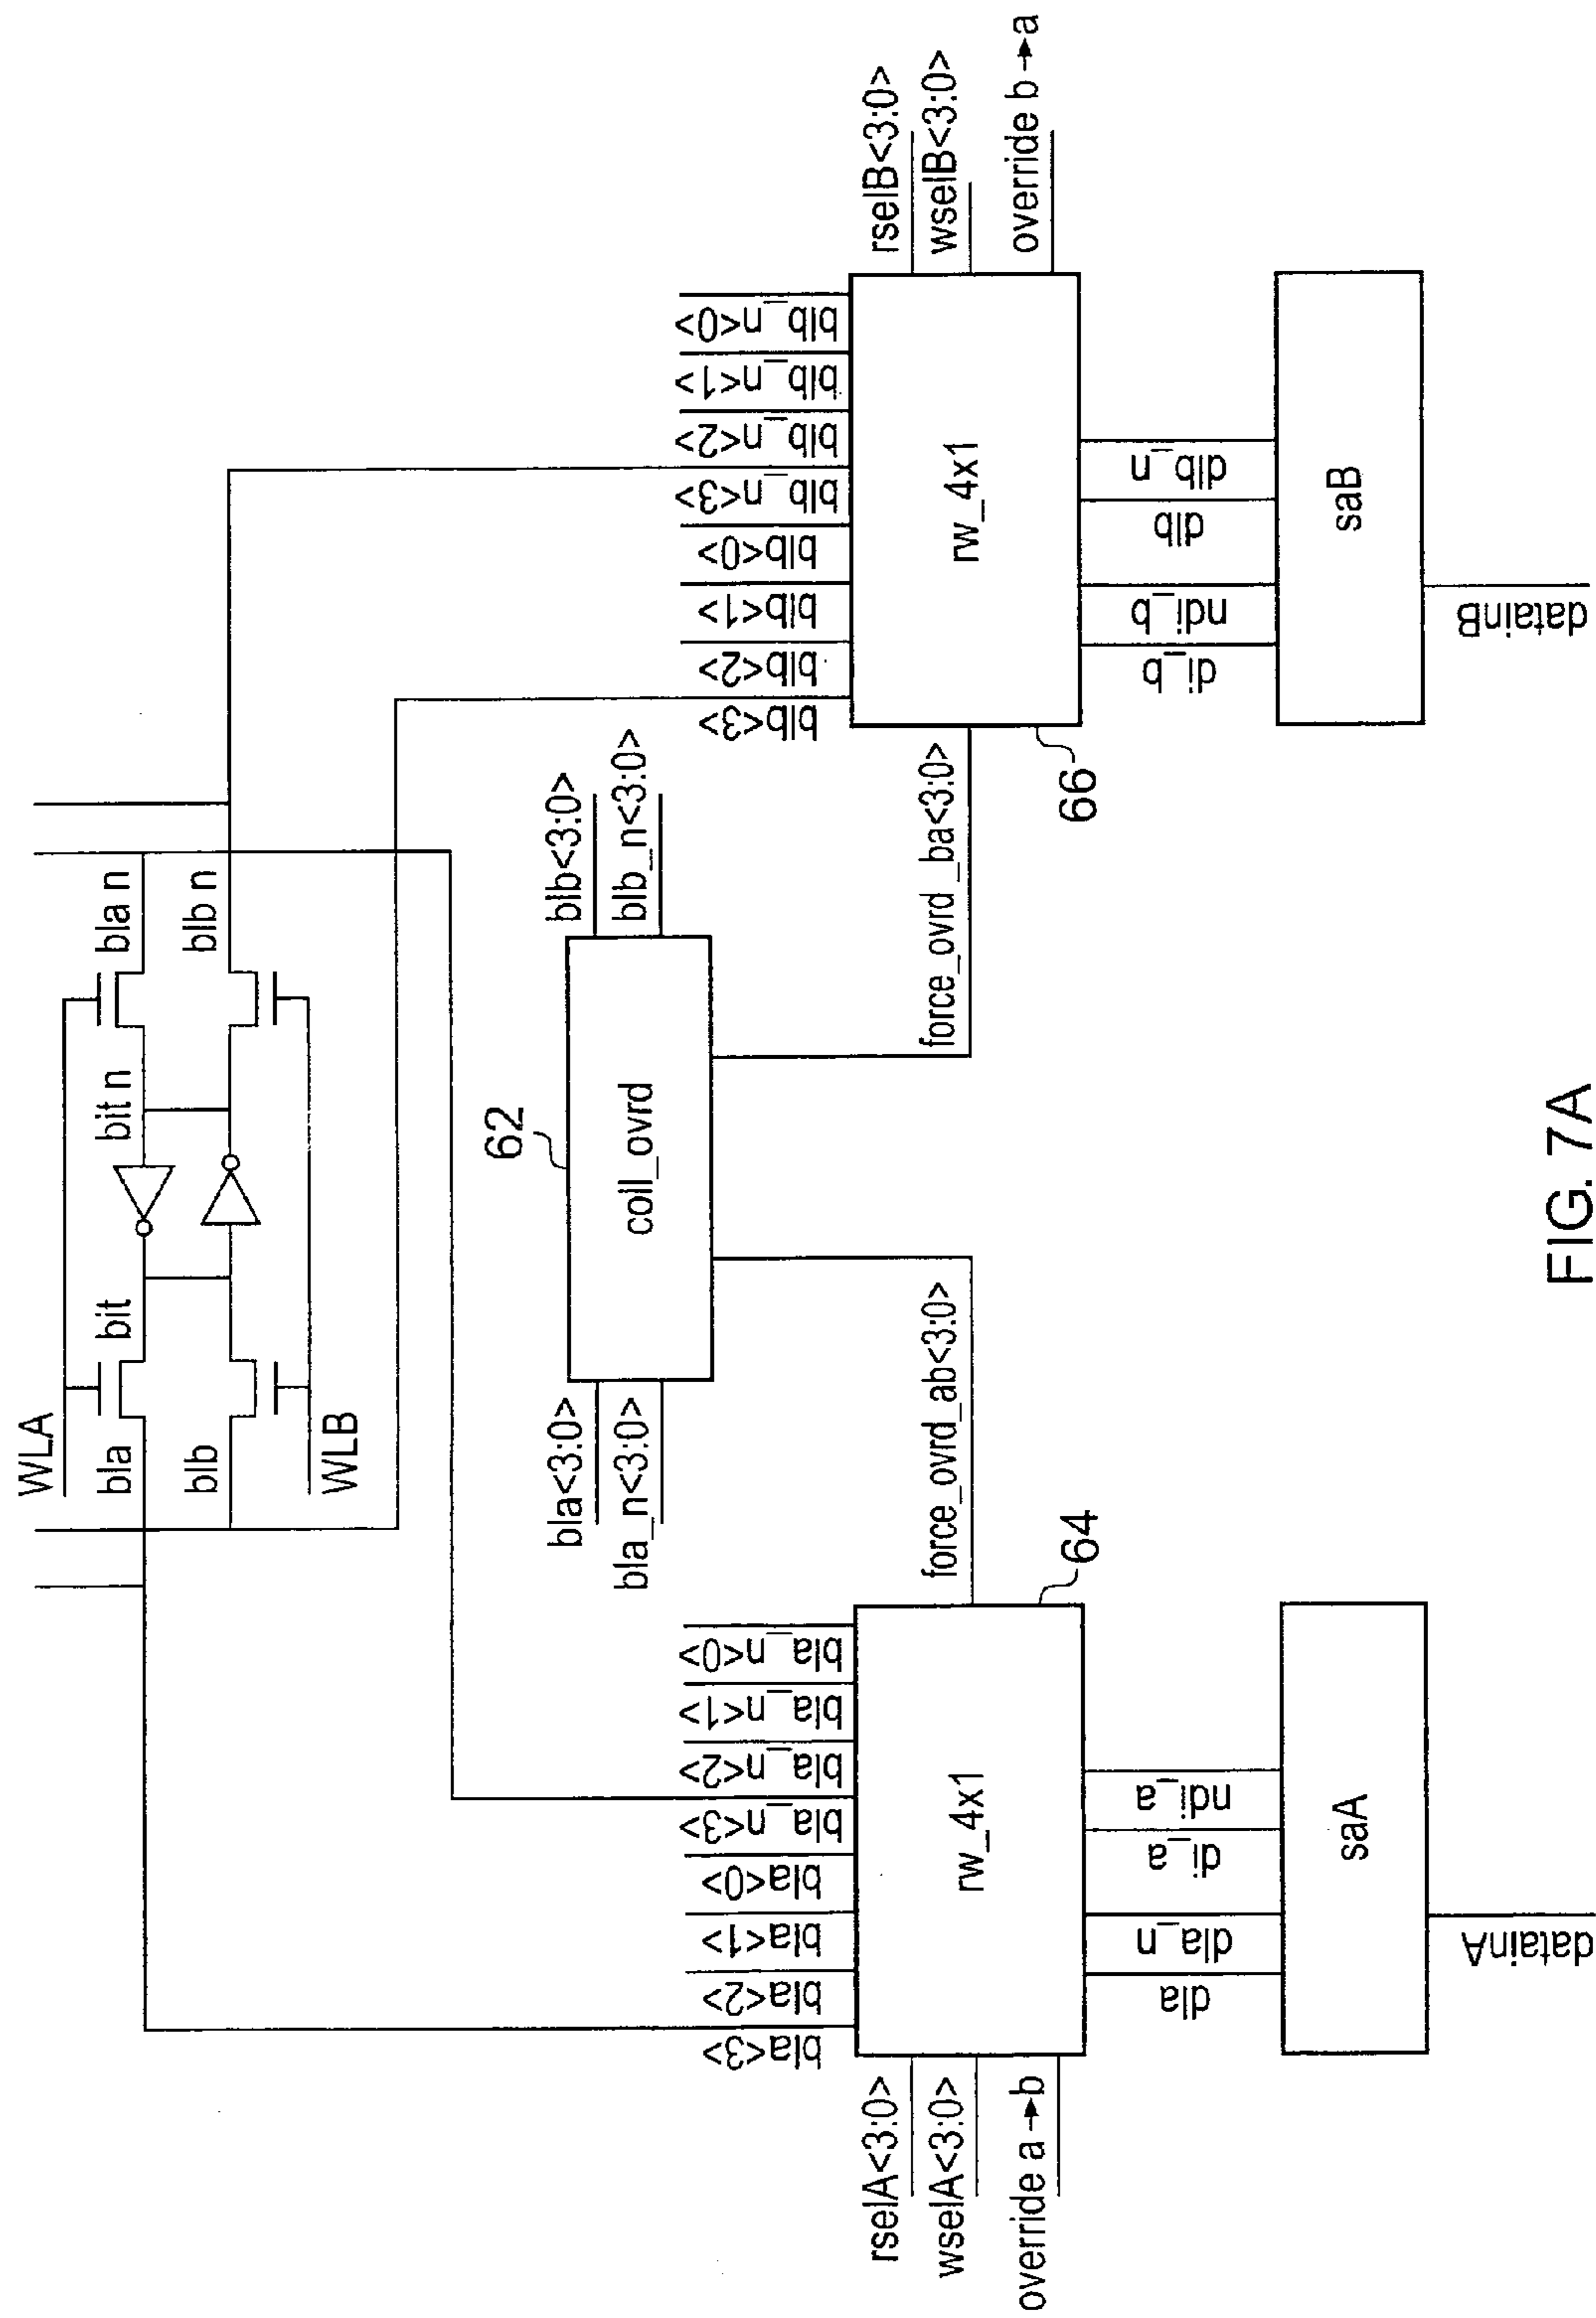 WLA
bla
bit
bit n
bla n
blb
blb n
WLB
62
coll_ovrd
bla<3:0>
bla_n<3:0>
blb<3:0>
blb_n<3:0>
force_ovrd_ab<3:0>
force_ovrd_ba<3:0>
bla<3>
bla<2>
bla<1>
bla<0>
bla_n<3>
bla_n<2>
bla_n<1>
bla_n<0>
rselA<3:0>
wselA<3:0>
override a→b
rw_4x1
64
dla
dla_n
di_a
ndi_a
saA
datainA
blb<3>
blb<2>
blb<1>
blb<0>
blb_n<3>
blb_n<2>
blb_n<1>
blb_n<0>
rselB<3:0>
wselB<3:0>
override b→a
rw_4x1
66
di_b
ndi_b
dlb
dlb_n
saB
datainB
FIG. 7A